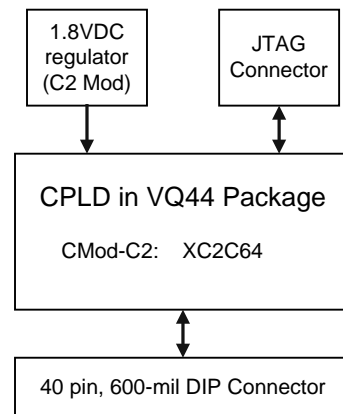 1.8VDC
regulator
(C2 Mod)
JTAG
Connector
CPLD in VQ44 Package
CMod-C2: XC2C64
40 pin, 600-mil DIP Connector